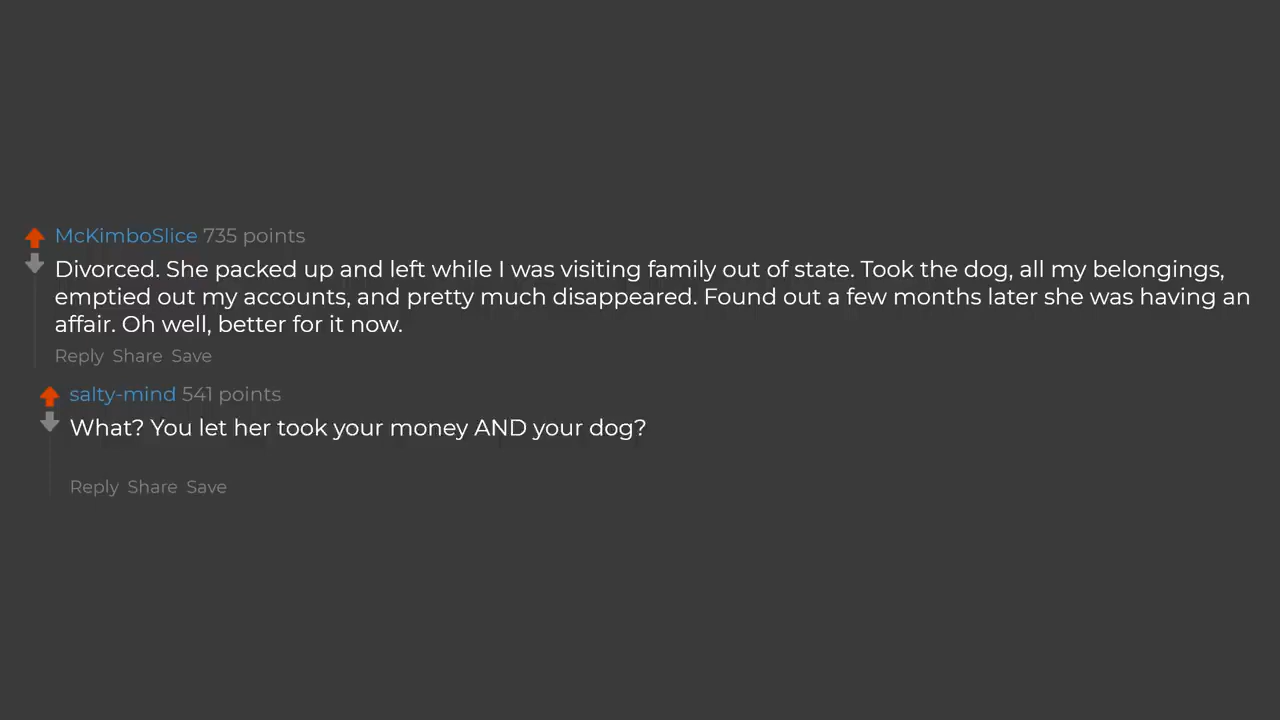 McKimboSlice 735 points
Divorced. She packed up and left while I was visiting family out of state. Took the dog, all my belongings,
emptied out my accounts, and pretty much disappeared. Found out a few months later she was having an
affair. Oh well, better for it now.
Reply Share Save
salty-mind 541 points
What? You let her took your money AND your dog?
Reply Share Save